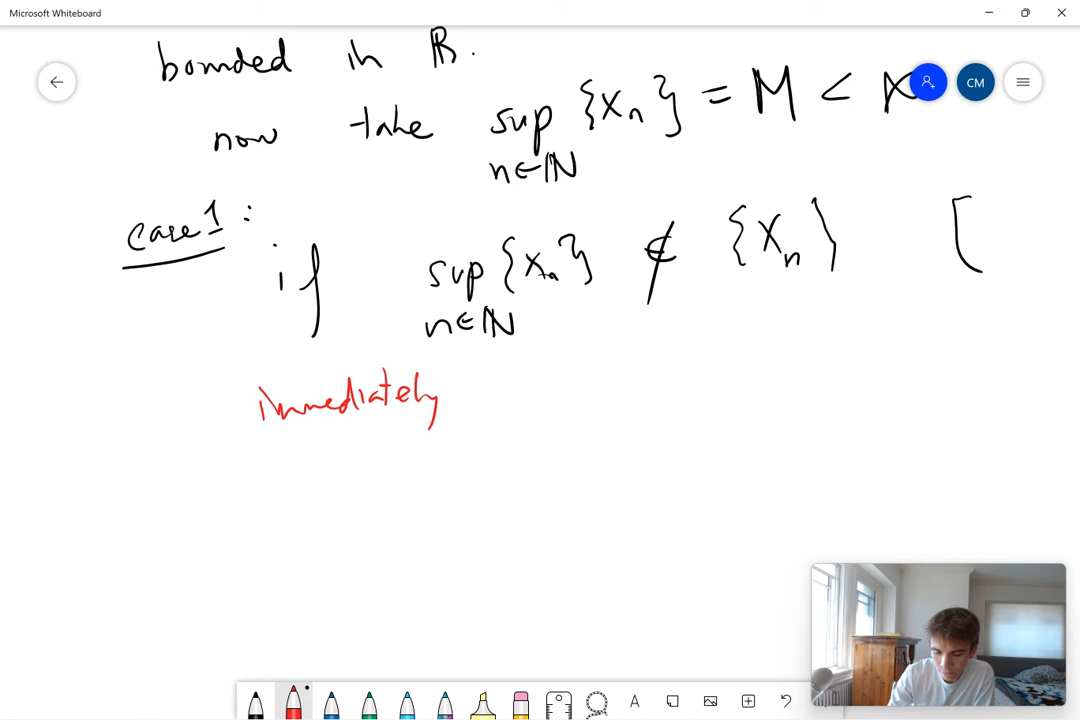 Microsoft Whiteboard
bounded in ℝ.
now take sup {xₙ} = M < ∞
n∈ℕ
CM
case 1:
if sup {xₙ} ∉ {xₙ} [
n∈ℕ
immediately
A